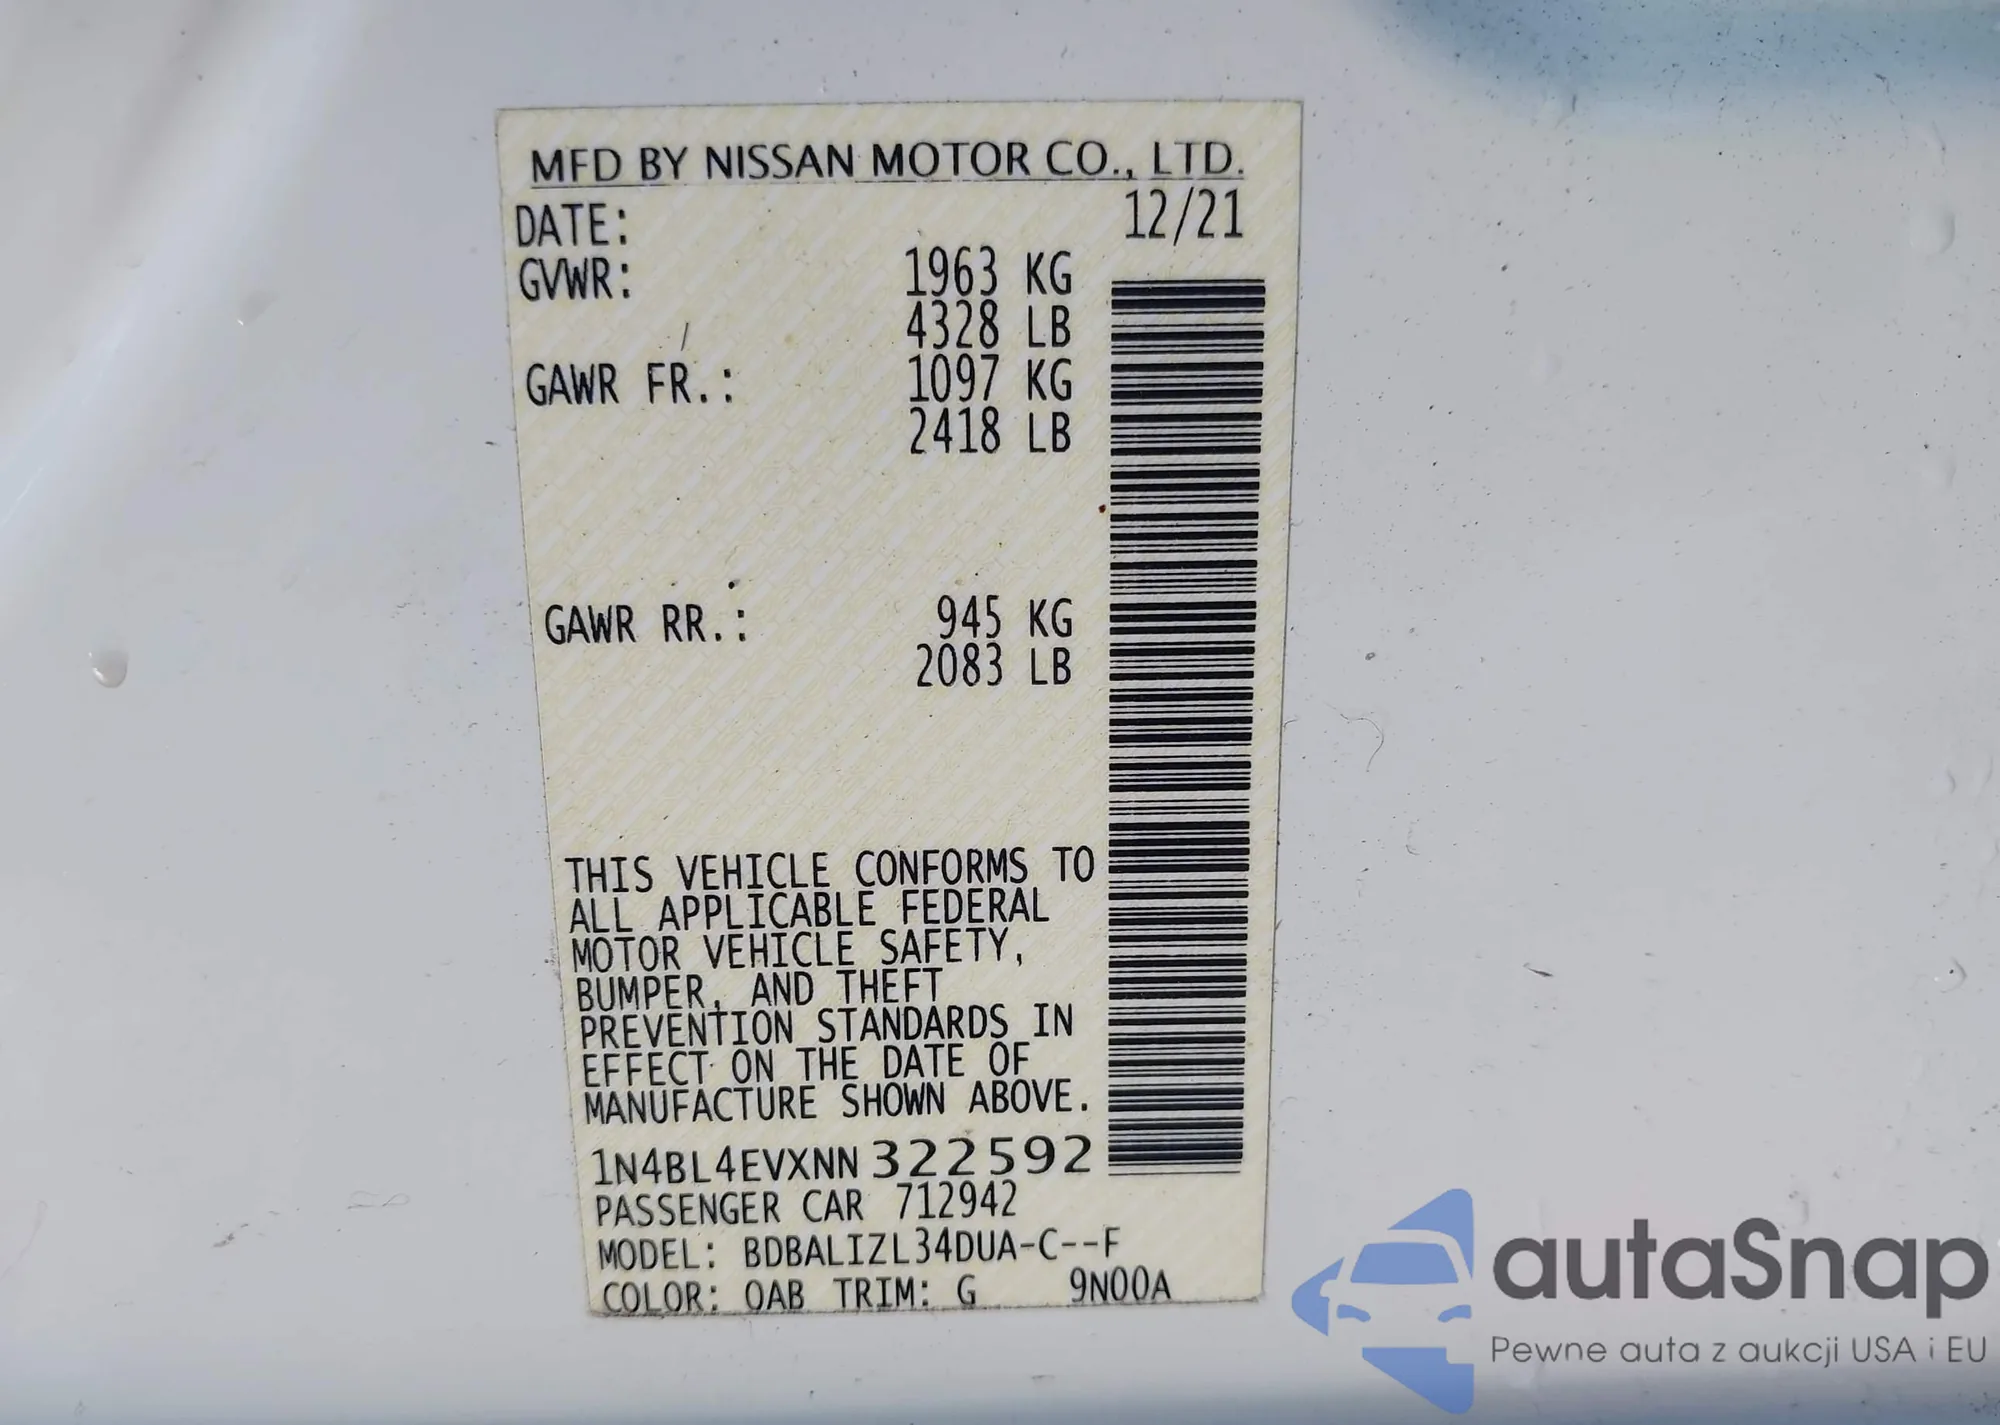 MFD BY NISSAN MOTOR CO., LTD.
DATE: 12/21
GVWR: 1963 KG
4328 LB
GAWR FR.: 1097 KG
2418 LB
GAWR RR.: 945 KG
2083 LB
THIS VEHICLE CONFORMS TO
ALL APPLICABLE FEDERAL
MOTOR VEHICLE SAFETY,
BUMPER, AND THEFT
PREVENTION STANDARDS IN
EFFECT ON THE DATE OF
MANUFACTURE SHOWN ABOVE.
1N4BL4EVXNN322592
PASSENGER CAR 712942
MODEL: BDBALIZL34DUA-C--F
COLOR: QAB TRIM: G 9N00A
autaSnap
Pewne auta z aukcji USA i EU